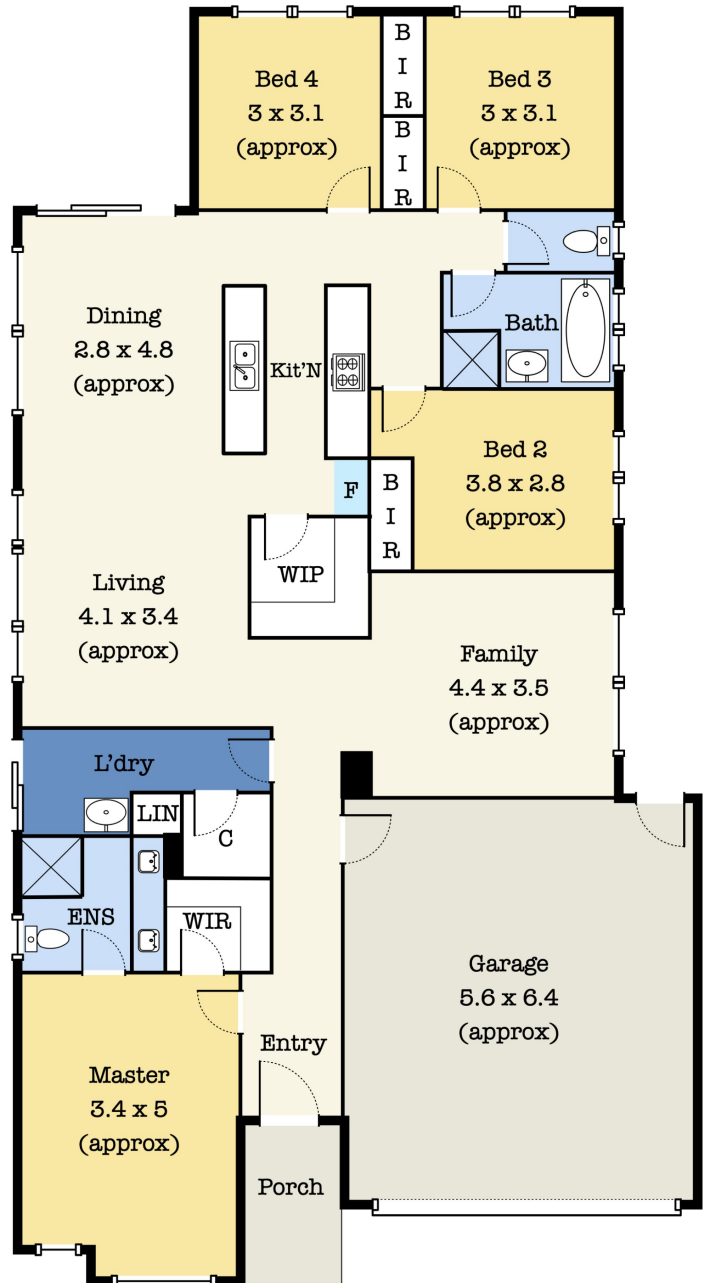 Bed 4
3 x 3.1
(approx)
B
I
R
B
I
R
Bed 3
3 x 3.1
(approx)
Dining
2.8 x 4.8
(approx)
Kit'N
Bath
Bed 2
3.8 x 2.8
(approx)
F
B
I
R
WIP
Living
4.1 x 3.4
(approx)
Family
4.4 x 3.5
(approx)
L'dry
LIN
C
ENS
WIR
Garage
5.6 x 6.4
(approx)
Entry
Master
3.4 x 5
(approx)
Porch